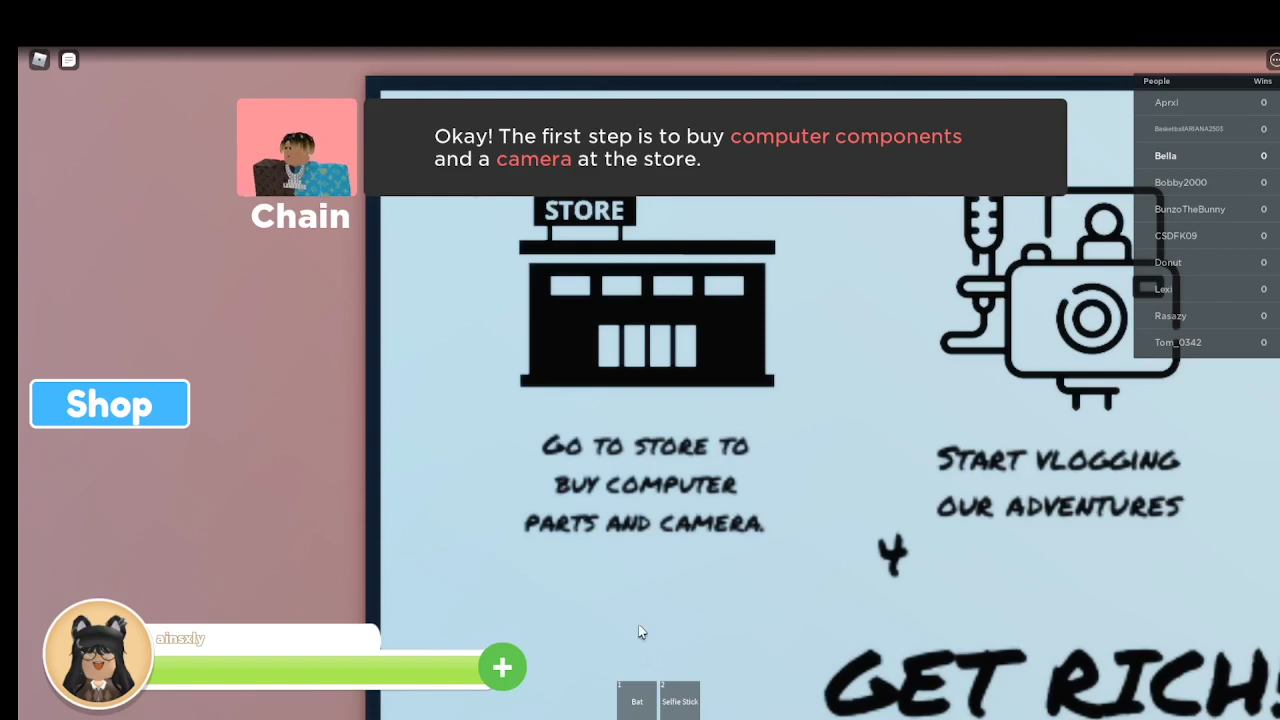 People Wins
Aprxl 0
BasketballARIANA2503 0
Bella 0
Bobby2000 0
BunzoTheBunny 0
CSDFK09 0
Donut 0
Lexi 0
Rasazy 0
Tom_0342 0
Okay! The first step is to buy computer components
and a camera at the store.
Chain
STORE
Shop
GO TO STORE TO
BUY COMPUTER
PARTS AND CAMERA.
START VLOGGING
OUR ADVENTURES
4
GET RICH!
ainsxly
+
1 2
Bat Selfie Stick